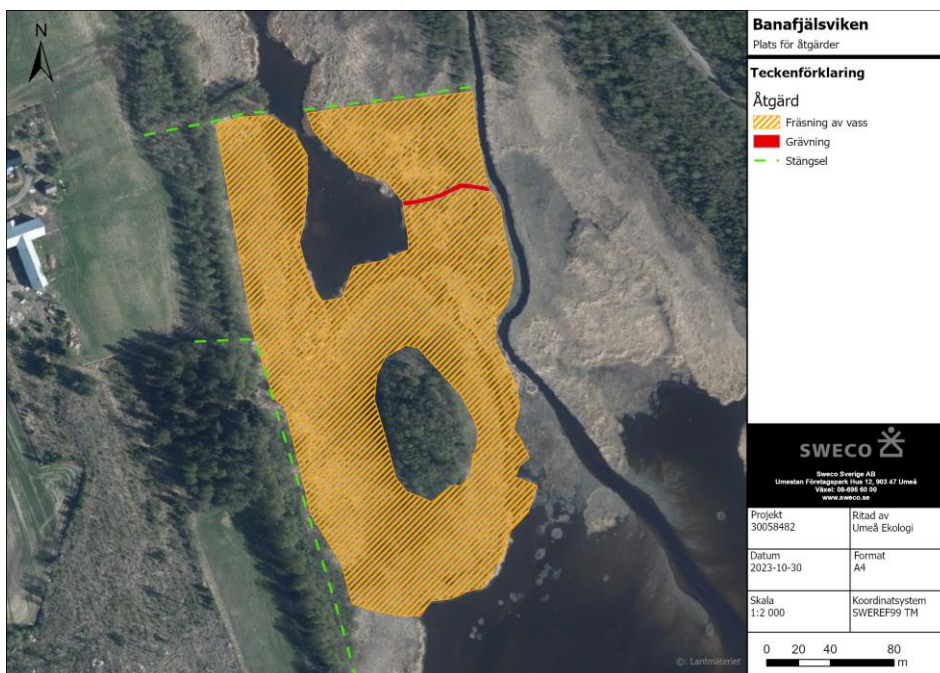 N
Banafjälsviken
Plats för åtgärder
Teckenförklaring
Åtgärd
Fräsning av vass
Grävning
Stängsel
SWECO
Sweco Sverige AB
Umestan Företagspark Hus 12, 903 47 Umeå
Växel: 08-695 60 00
www.sweco.se
Projekt
30058482
Ritad av
Umeå Ekologi
Datum
2023-10-30
Format
A4
Skala
1:2 000
Koordinatsystem
SWEREF99 TM
0 20 40 80
m
©: Lantmäteriet